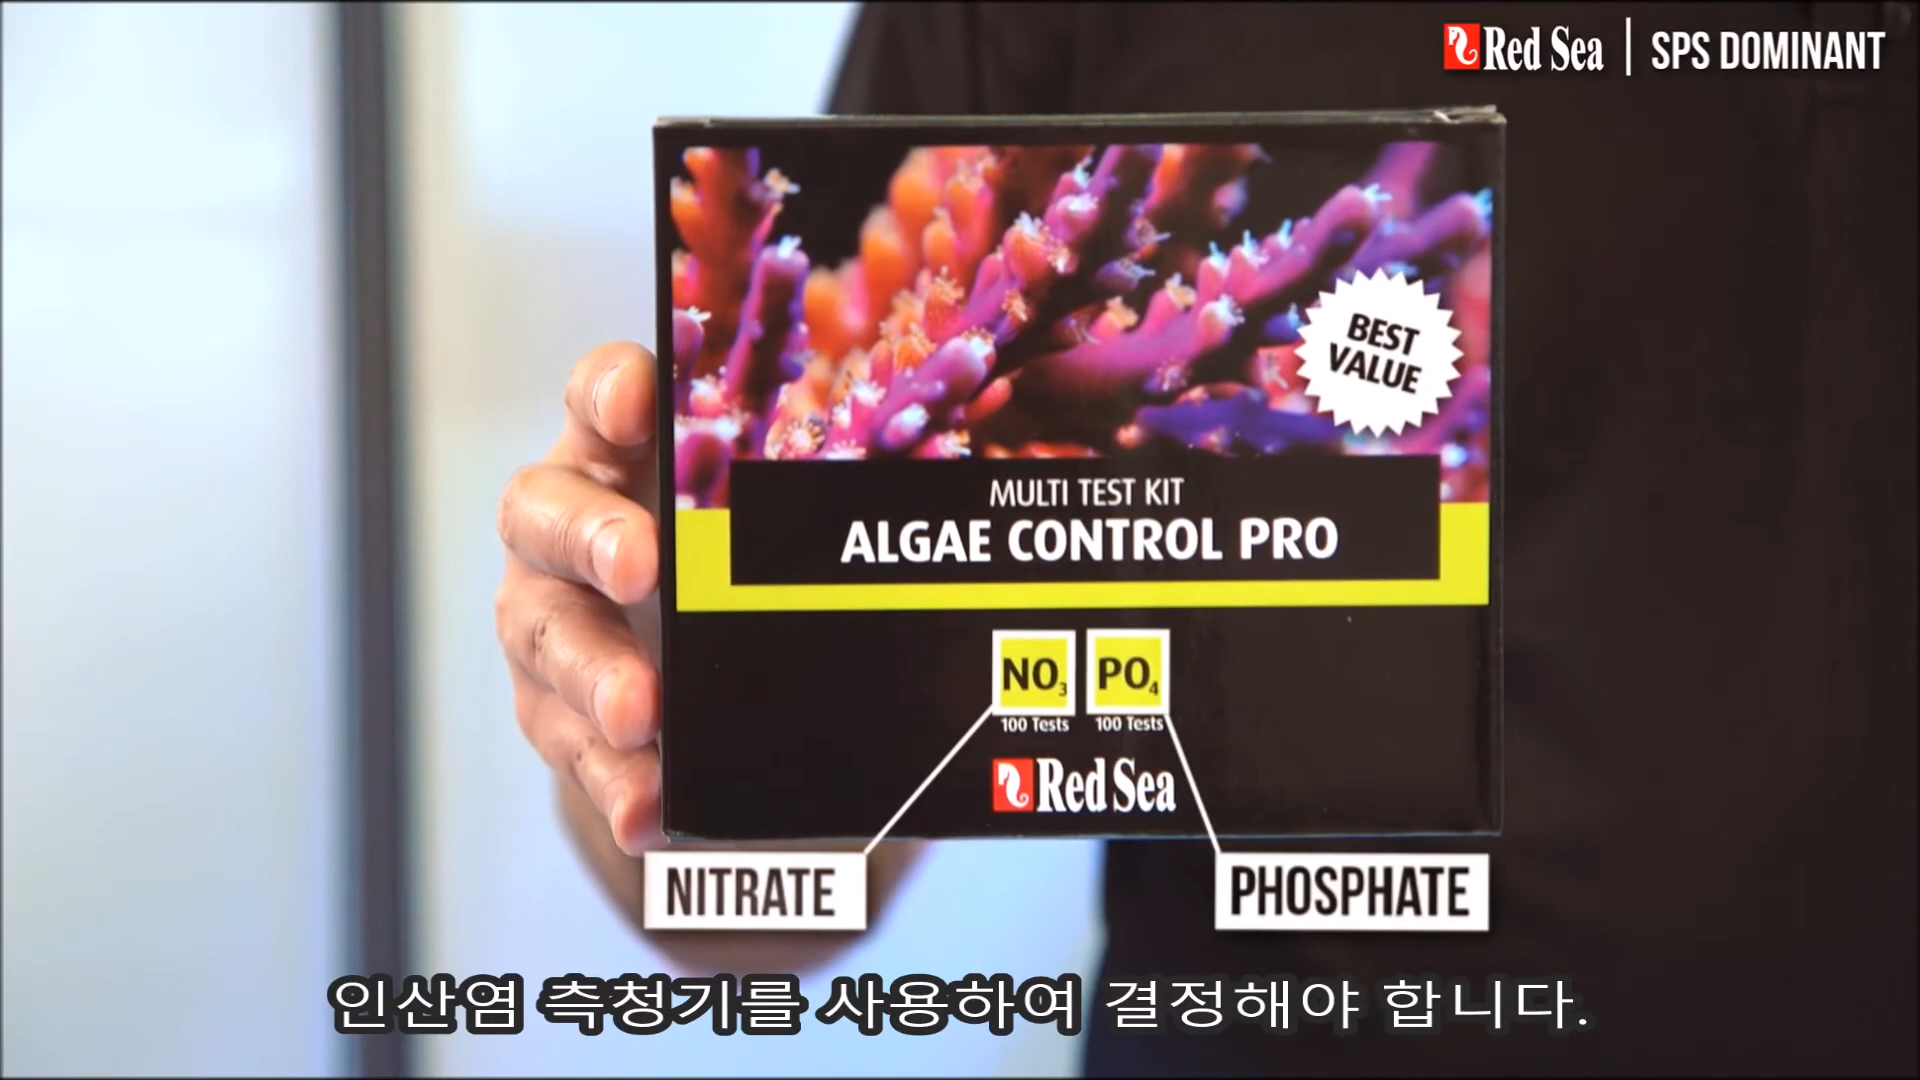 Red Sea | SPS DOMINANT
BEST
VALUE
MULTI TEST KIT
ALGAE CONTROL PRO
NO3 PO4
100 Tests 100 Tests
Red Sea
NITRATE PHOSPHATE
인산염 측청기를 사용하여 결정해야 합니다.